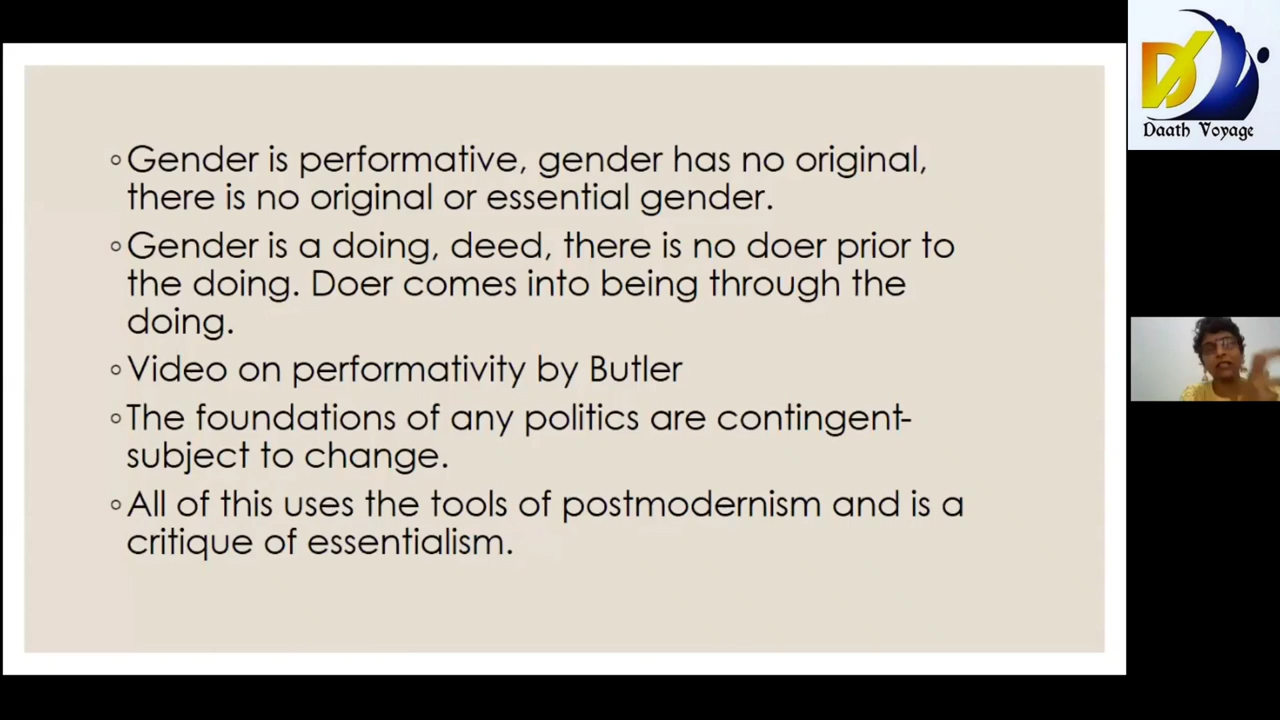 ◦Gender is performative, gender has no original,
there is no original or essential gender.
◦Gender is a doing, deed, there is no doer prior to
the doing. Doer comes into being through the
doing.
◦Video on performativity by Butler
◦The foundations of any politics are contingent-
subject to change.
◦All of this uses the tools of postmodernism and is a
critique of essentialism.
DV
Daath Voyage